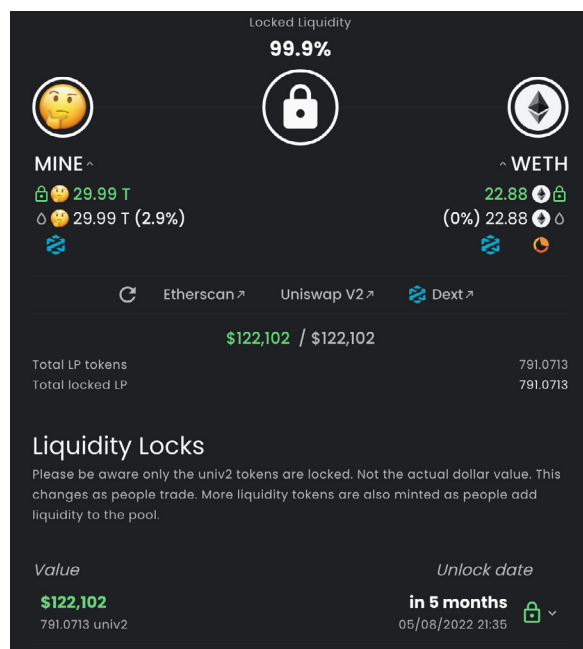 Locked Liquidity
99.9%
MINE ^
^ WETH
29.99 T
22.88
29.99 T (2.9%)
(0%) 22.88
Etherscan↗ Uniswap V2↗ Dext↗
$122,102 / $122,102
Total LP tokens 791.0713
Total locked LP 791.0713
Liquidity Locks
Please be aware only the univ2 tokens are locked. Not the actual dollar value. This
changes as people trade. More liquidity tokens are also minted as people add
liquidity to the pool.
Value Unlock date
$122,102 in 5 months
791.0713 univ2 05/08/2022 21:35